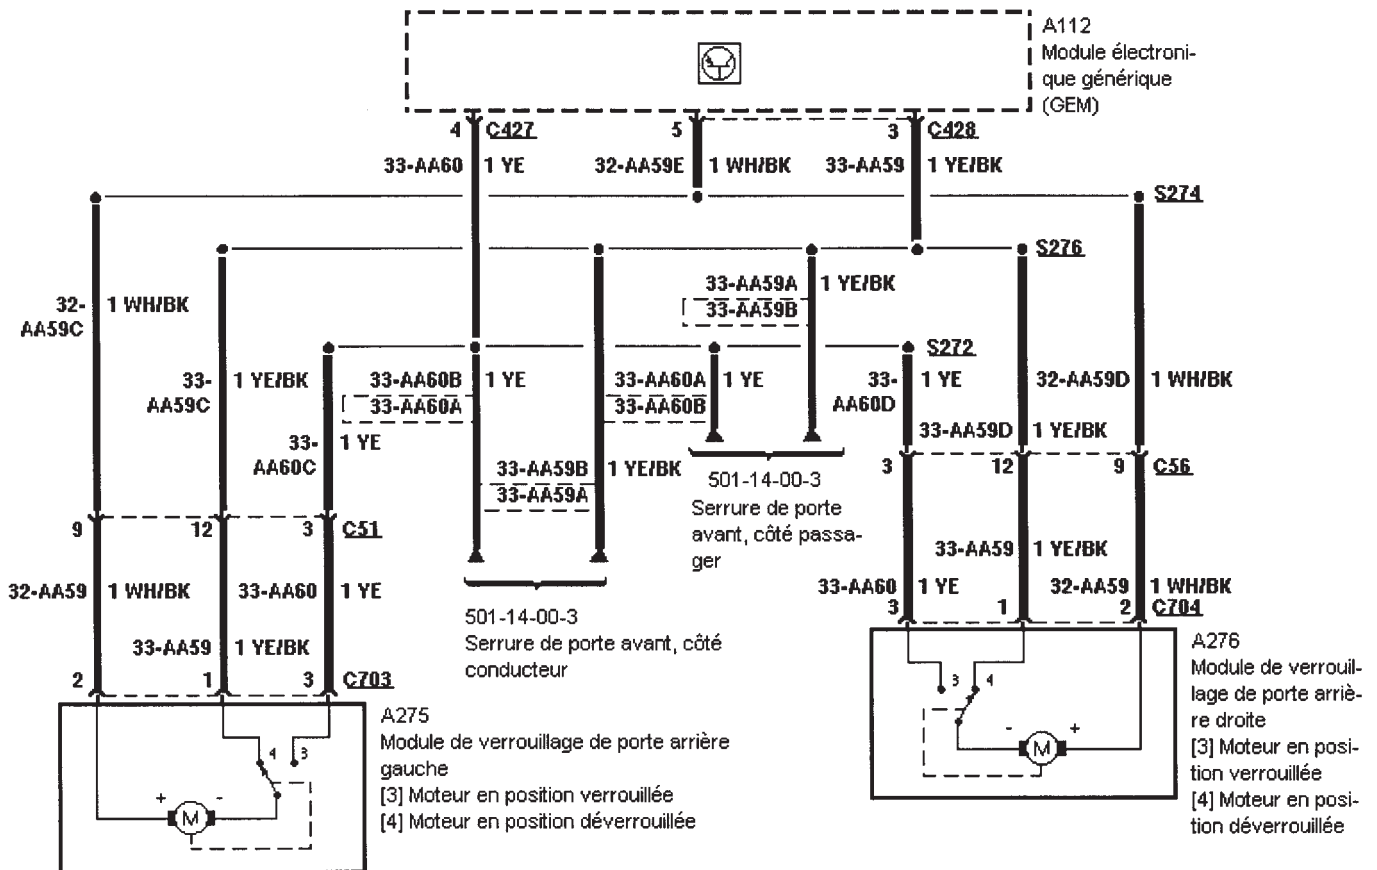 A112
Module électroni-
que générique
(GEM)
4 C427 5 3 C428
33-AA60 1 YE 32-AA59E 1 WH/BK 33-AA59 1 YE/BK
S274
S276
33-AA59A 1 YE/BK
33-AA59B
32- 1 WH/BK
AA59C
S272
33- 1 YE/BK 33-AA60B 1 YE 33-AA60A 1 YE 33- 1 YE 32-AA59D 1 WH/BK
AA59C 33-AA60A 33-AA60B AA60D
33-AA59D 1 YE/BK
33- 1 YE
AA60C
33-AA59B 1 YE/BK
33-AA59A
3 12 9 C56
501-14-00-3
Serrure de porte
avant, côté passa-
ger
9 12 3 C51
33-AA59 1 YE/BK
32-AA59 1 WH/BK 33-AA60 1 YE
33-AA60 1 YE 32-AA59 1 WH/BK
3 1 2 C704
501-14-00-3
Serrure de porte avant, côté
conducteur
33-AA59 1 YE/BK
2 1 3 C703
A276
Module de verrouil-
lage de porte arriè-
re droite
[3] Moteur en posi-
tion verrouillée
[4] Moteur en posi-
tion déverrouillée
3 4
- M +
A275
Module de verrouillage de porte arrière
gauche
[3] Moteur en position verrouillée
[4] Moteur en position déverrouillée
4 3
+ M -